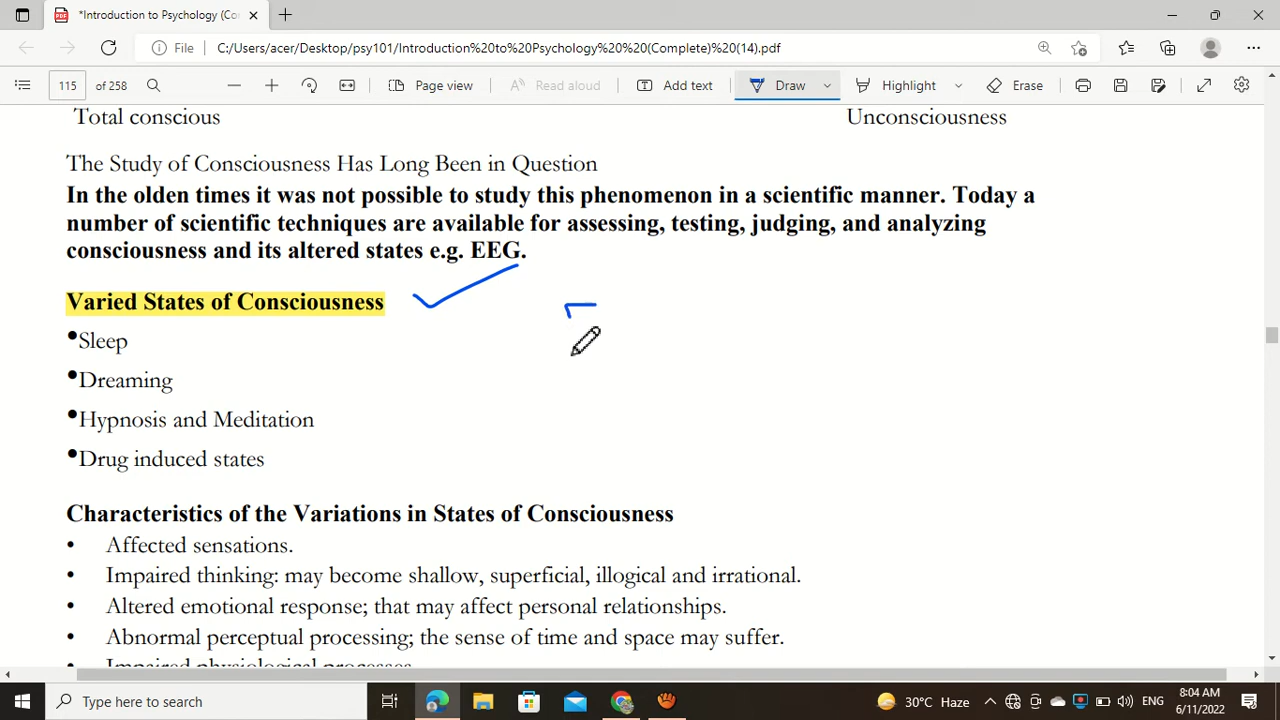 *Introduction to Psychology (Co
File
C:/Users/acer/Desktop/psy101/Introduction%20to%20Psychology%20%20(Complete)%20(14).pdf
115 of 258
Page view
Read aloud
Add text
Draw
Highlight
Erase
Total conscious
Unconsciousness
The Study of Consciousness Has Long Been in Question
In the olden times it was not possible to study this phenomenon in a scientific manner. Today a
number of scientific techniques are available for assessing, testing, judging, and analyzing
consciousness and its altered states e.g. EEG.
Varied States of Consciousness
•Sleep
•Dreaming
•Hypnosis and Meditation
•Drug induced states
Characteristics of the Variations in States of Consciousness
• Affected sensations.
• Impaired thinking: may become shallow, superficial, illogical and irrational.
• Altered emotional response; that may affect personal relationships.
• Abnormal perceptual processing; the sense of time and space may suffer.
• Impaired physiological processes
Type here to search
30°C Haze
ENG
8:04 AM
6/11/2022